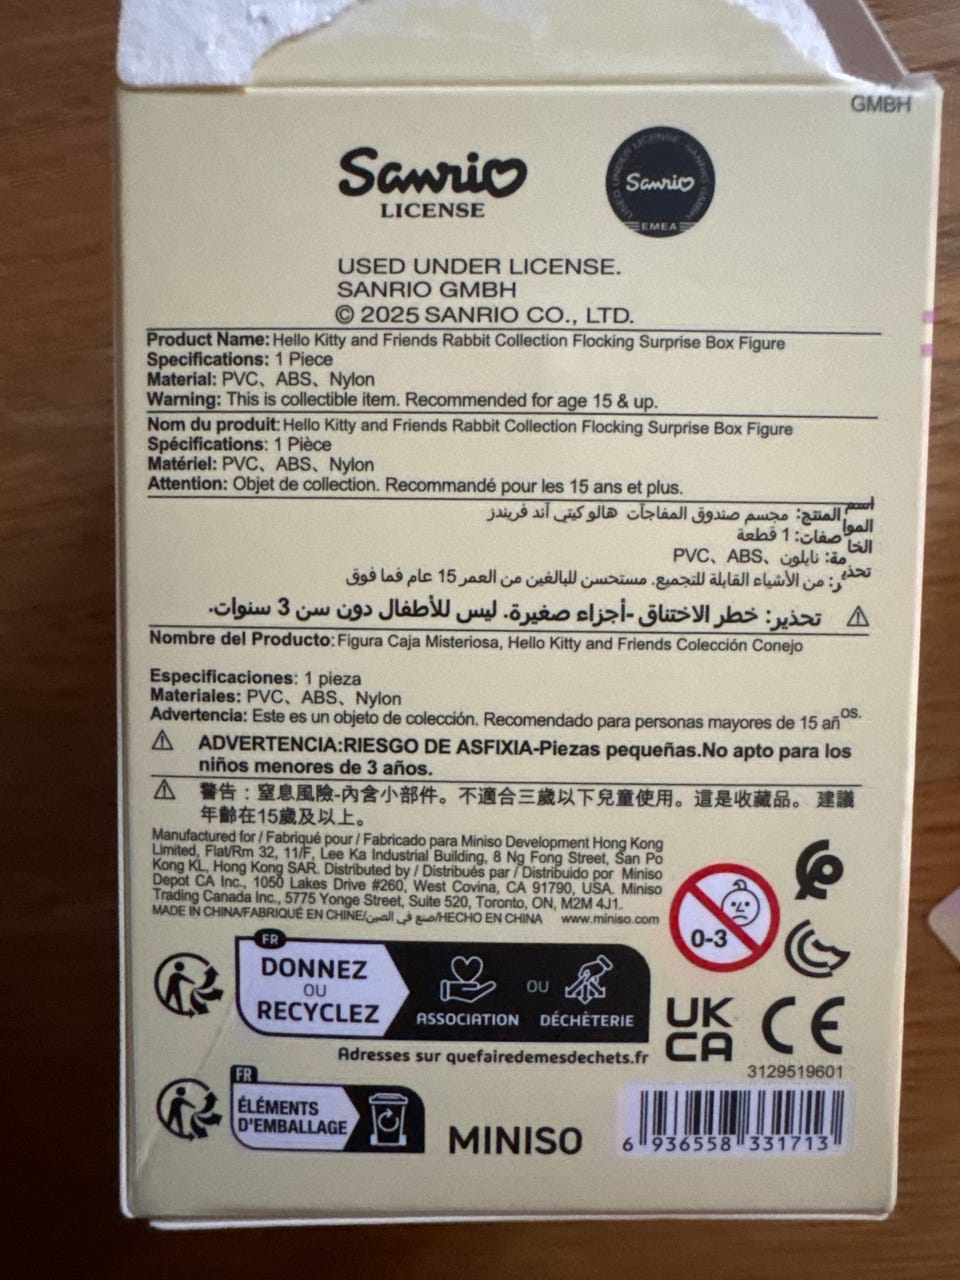 GMBH
Sanrio
LICENSE
USED UNDER LICENSE SANRIO GMBH
Sanrio
EMEA
USED UNDER LICENSE.
SANRIO GMBH
© 2025 SANRIO CO., LTD.
Product Name: Hello Kitty and Friends Rabbit Collection Flocking Surprise Box Figure
Specifications: 1 Piece
Material: PVC、ABS、Nylon
Warning: This is collectible item. Recommended for age 15 & up.
Nom du produit: Hello Kitty and Friends Rabbit Collection Flocking Surprise Box Figure
Spécifications: 1 Pièce
Matériel: PVC、ABS、Nylon
Attention: Objet de collection. Recommandé pour les 15 ans et plus.
اسم المنتج: مجسم صندوق المفاجآت هالو كيتي أند فريندز
المواصفات: 1 قطعة
الخامة: نايلون، PVC、ABS
تحذير: من الأشياء القابلة للتجميع. مستحسن للبالغين من العمر 15 عام فما فوق
⚠ تحذير: خطر الاختناق -أجزاء صغيرة. ليس للأطفال دون سن 3 سنوات.
Nombre del Producto: Figura Caja Misteriosa, Hello Kitty and Friends Colección Conejo
Especificaciones: 1 pieza
Materiales: PVC、ABS、Nylon
Advertencia: Este es un objeto de colección. Recomendado para personas mayores de 15 años.
⚠ ADVERTENCIA:RIESGO DE ASFIXIA-Piezas pequeñas.No apto para los
niños menores de 3 años.
⚠ 警告：窒息風險-內含小部件。不適合三歲以下兒童使用。這是收藏品。 建議
年齡在15歲及以上。
Manufactured for / Fabriqué pour / Fabricado para Miniso Development Hong Kong
Limited, Flat/Rm 32, 11/F, Lee Ka Industrial Building, 8 Ng Fong Street, San Po
Kong KL, Hong Kong SAR. Distributed by / Distribués par / Distribuido por Miniso
Depot CA Inc., 1050 Lakes Drive #260, West Covina, CA 91790, USA. Miniso
Trading Canada Inc., 5775 Yonge Street, Suite 520, Toronto, ON, M2M 4J1.
MADE IN CHINA/FABRIQUÉ EN CHINE/صنع في الصين/HECHO EN CHINA www.miniso.com
0-3
FR
DONNEZ
OU
RECYCLEZ
ASSOCIATION
OU
DÉCHÈTERIE
Adresses sur quefairedemesdechets.fr
UK
CA
CE
3129519601
FR
ÉLÉMENTS
D'EMBALLAGE
MINISO
6 936558 331713